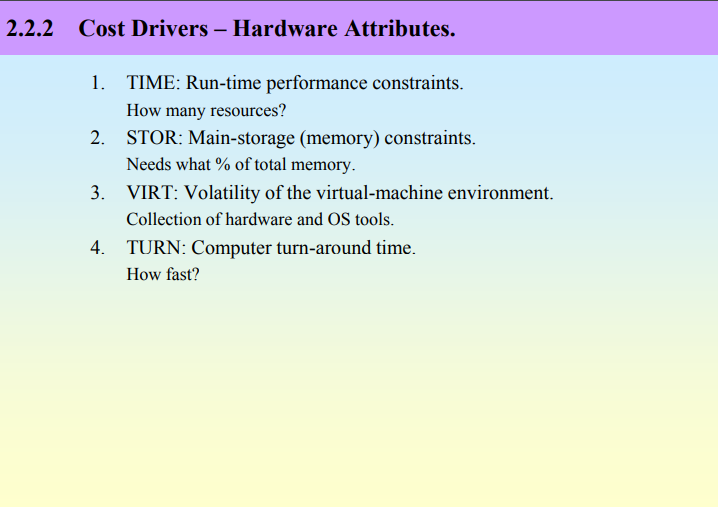 2.2.2 Cost Drivers – Hardware Attributes.
1. TIME: Run-time performance constraints.
How many resources?
2. STOR: Main-storage (memory) constraints.
Needs what % of total memory.
3. VIRT: Volatility of the virtual-machine environment.
Collection of hardware and OS tools.
4. TURN: Computer turn-around time.
How fast?